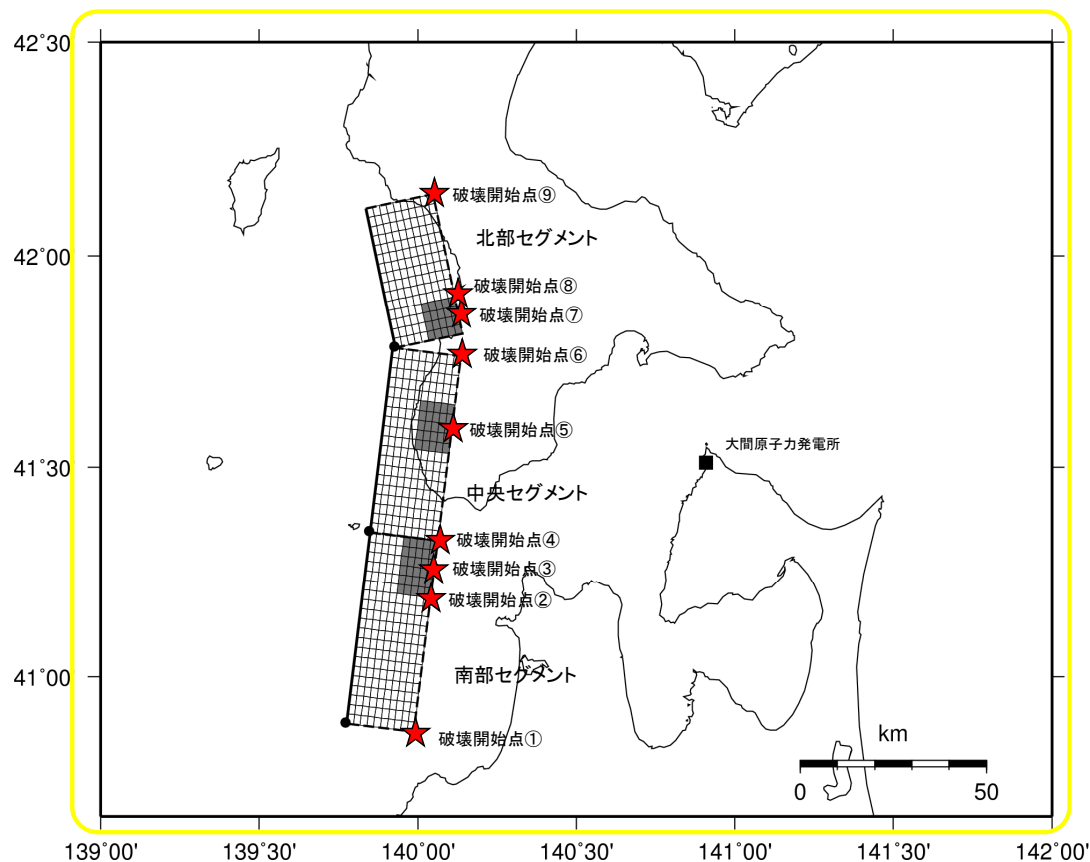 42˚30'
破壊開始点⑨
北部セグメント
42˚00'
破壊開始点⑧
破壊開始点⑦
破壊開始点⑥
破壊開始点⑤
大間原子力発電所
41˚30'
中央セグメント
破壊開始点④
破壊開始点③
破壊開始点②
41˚00'
南部セグメント
破壊開始点①
km
0 50
139˚00' 139˚30' 140˚00' 140˚30' 141˚00' 141˚30' 142˚00'